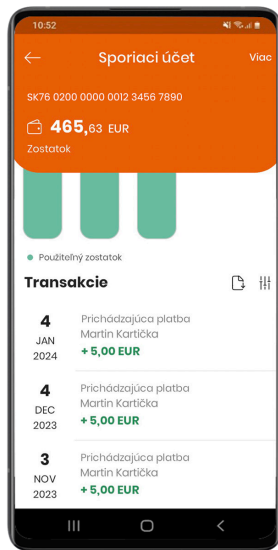 10:52
Sporiaci účet
Viac
SK76 0200 0000 0012 3456 7890
465,63 EUR
Zostatok
Použiteľný zostatok
Transakcie
4
JAN
2024
Prichádzajúca platba
Martin Kartička
+ 5,00 EUR
4
DEC
2023
Prichádzajúca platba
Martin Kartička
+ 5,00 EUR
3
NOV
2023
Prichádzajúca platba
Martin Kartička
+ 5,00 EUR